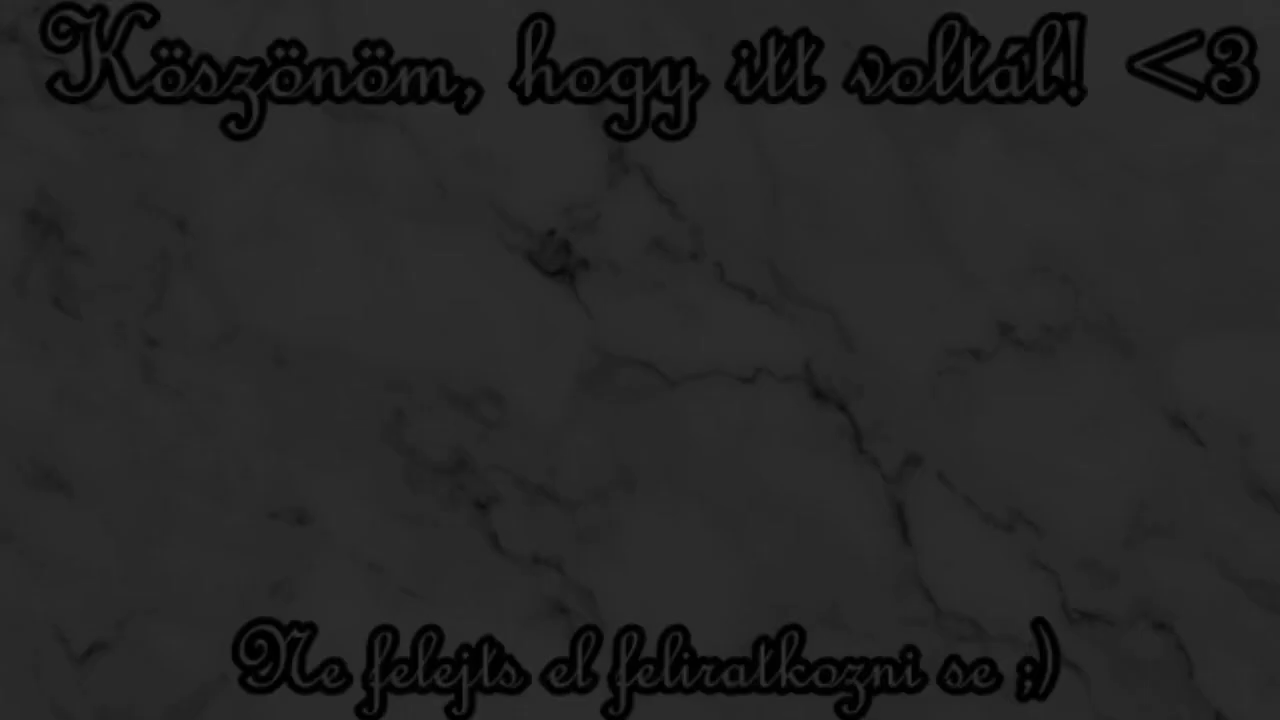 Köszönöm, hogy itt voltál! <3
Ne felejts el feliratkozni se ;)